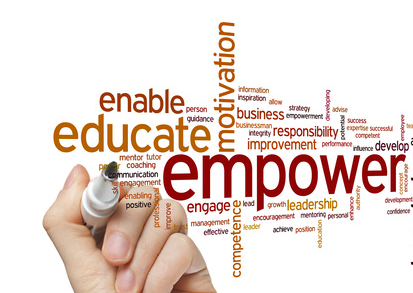 motivation
information
inspiration
allow
enable
person
guidance
business
strategy
empowerment
developing
advise
educate
businessman
integrity
responsibility
potential
success
expertise
successful
competent
employee
improvement
performance
influence
develop
mentor
tutor
coaching
communication
engagement
empower
enabling
positive
professional
improve
engage
lead
growth
leadership
authority
enhance
concept
development
confidence
management
effective
leader
competence
encouragement
mentoring
personal
achieve
position
education